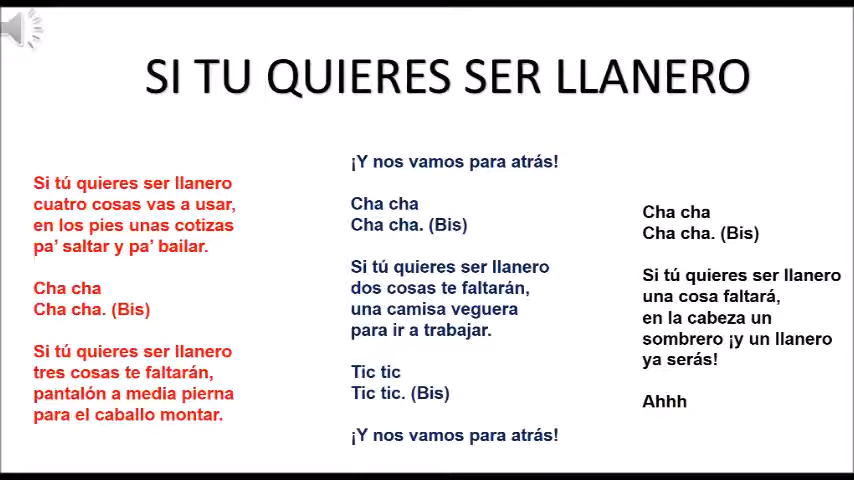 SI TU QUIERES SER LLANERO
Si tú quieres ser llanero
cuatro cosas vas a usar,
en los pies unas cotizas
pa’ saltar y pa’ bailar.
Cha cha
Cha cha. (Bis)
Si tú quieres ser llanero
tres cosas te faltarán,
pantalón a media pierna
para el caballo montar.
¡Y nos vamos para atrás!
Cha cha
Cha cha. (Bis)
Si tú quieres ser llanero
dos cosas te faltarán,
una camisa veguera
para ir a trabajar.
Tic tic
Tic tic. (Bis)
¡Y nos vamos para atrás!
Cha cha
Cha cha. (Bis)
Si tú quieres ser llanero
una cosa faltará,
en la cabeza un
sombrero ¡y un llanero
ya serás!
Ahhh